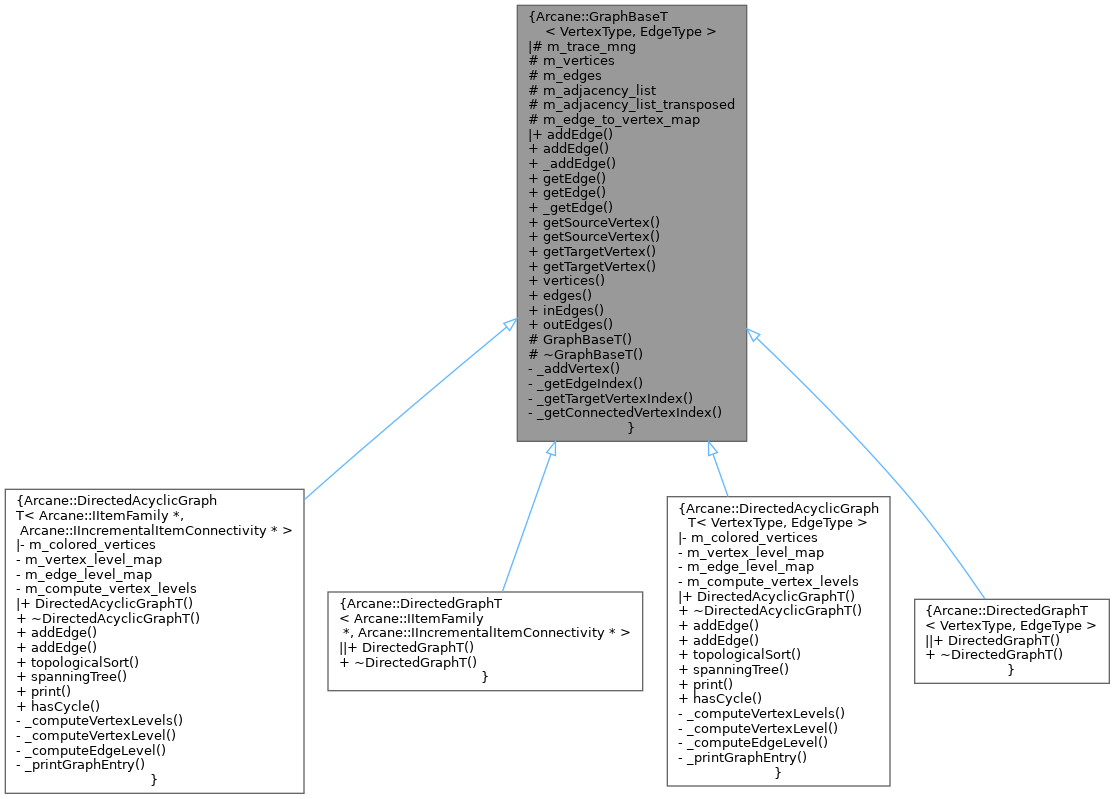 {Arcane::GraphBaseT
< VertexType, EdgeType >
|# m_trace_mng
# m_vertices
# m_edges
# m_adjacency_list
# m_adjacency_list_transposed
# m_edge_to_vertex_map
|+ addEdge()
+ addEdge()
+ _addEdge()
+ getEdge()
+ getEdge()
+ _getEdge()
+ getSourceVertex()
+ getSourceVertex()
+ getTargetVertex()
+ getTargetVertex()
+ vertices()
+ edges()
+ inEdges()
+ outEdges()
# GraphBaseT()
# ~GraphBaseT()
- _addVertex()
- _getEdgeIndex()
- _getTargetVertexIndex()
- _getConnectedVertexIndex()
}
{Arcane::DirectedAcyclicGraph
T< Arcane::IItemFamily *,
Arcane::IIncrementalItemConnectivity * >
|- m_colored_vertices
- m_vertex_level_map
- m_edge_level_map
- m_compute_vertex_levels
|+ DirectedAcyclicGraphT()
+ ~DirectedAcyclicGraphT()
+ addEdge()
+ addEdge()
+ topologicalSort()
+ spanningTree()
+ print()
+ hasCycle()
- _computeVertexLevels()
- _computeVertexLevel()
- _computeEdgeLevel()
- _printGraphEntry()
}
{Arcane::DirectedGraphT
< Arcane::IItemFamily
*, Arcane::IIncrementalItemConnectivity * >
||+ DirectedGraphT()
+ ~DirectedGraphT()
}
{Arcane::DirectedAcyclicGraph
T< VertexType, EdgeType >
|- m_colored_vertices
- m_vertex_level_map
- m_edge_level_map
- m_compute_vertex_levels
|+ DirectedAcyclicGraphT()
+ ~DirectedAcyclicGraphT()
+ addEdge()
+ addEdge()
+ topologicalSort()
+ spanningTree()
+ print()
+ hasCycle()
- _computeVertexLevels()
- _computeVertexLevel()
- _computeEdgeLevel()
- _printGraphEntry()
}
{Arcane::DirectedGraphT
< VertexType, EdgeType >
||+ DirectedGraphT()
+ ~DirectedGraphT()
}